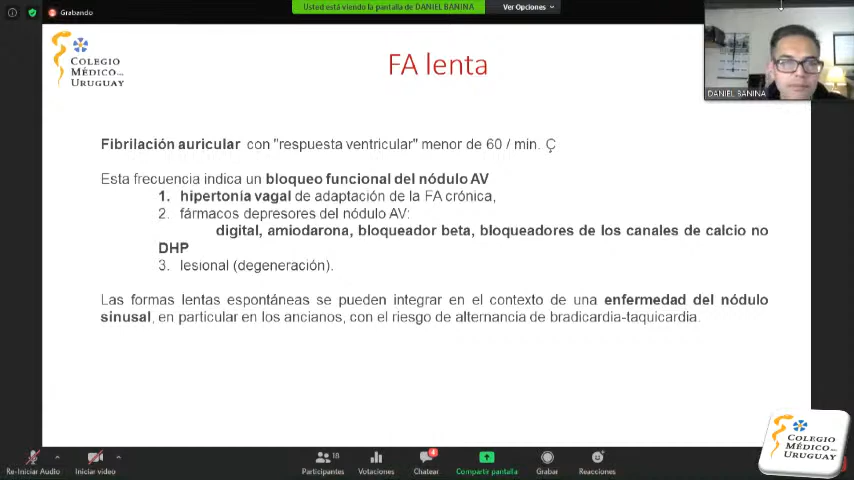 Grabando
Usted está viendo la pantalla de DANIEL BANINA
Ver Opciones
COLEGIO
MÉDICO DEL
URUGUAY
FA lenta
DANIEL BANINA
Fibrilación auricular con "respuesta ventricular" menor de 60 / min. Ç
Esta frecuencia indica un bloqueo funcional del nódulo AV
1. hipertonía vagal de adaptación de la FA crónica,
2. fármacos depresores del nódulo AV:
digital, amiodarona, bloqueador beta, bloqueadores de los canales de calcio no
DHP
3. lesional (degeneración).
Las formas lentas espontáneas se pueden integrar en el contexto de una enfermedad del nódulo
sinusal, en particular en los ancianos, con el riesgo de alternancia de bradicardia-taquicardia.
COLEGIO
MÉDICO DEL
URUGUAY
Re-Iniciar Audio
Iniciar video
18
Participantes
Votaciones
4
Chatear
Compartir pantalla
Grabar
Reacciones